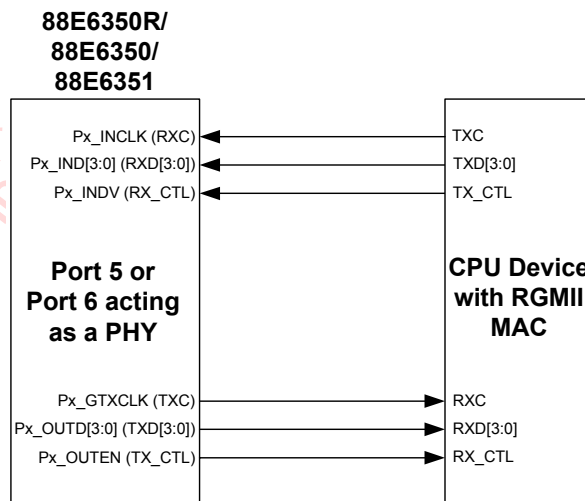 88E6350R/
88E6350/
88E6351
Px_INCLK (RXC)
TXC
Px_IND[3:0] (RXD[3:0])
TXD[3:0]
Px_INDV (RX_CTL)
TX_CTL
Port 5 or
Port 6 acting
as a PHY
CPU Device
with RGMII
MAC
Px_GTXCLK (TXC)
RXC
Px_OUTD[3:0] (TXD[3:0])
RXD[3:0]
Px_OUTEN (TX_CTL)
RX_CTL